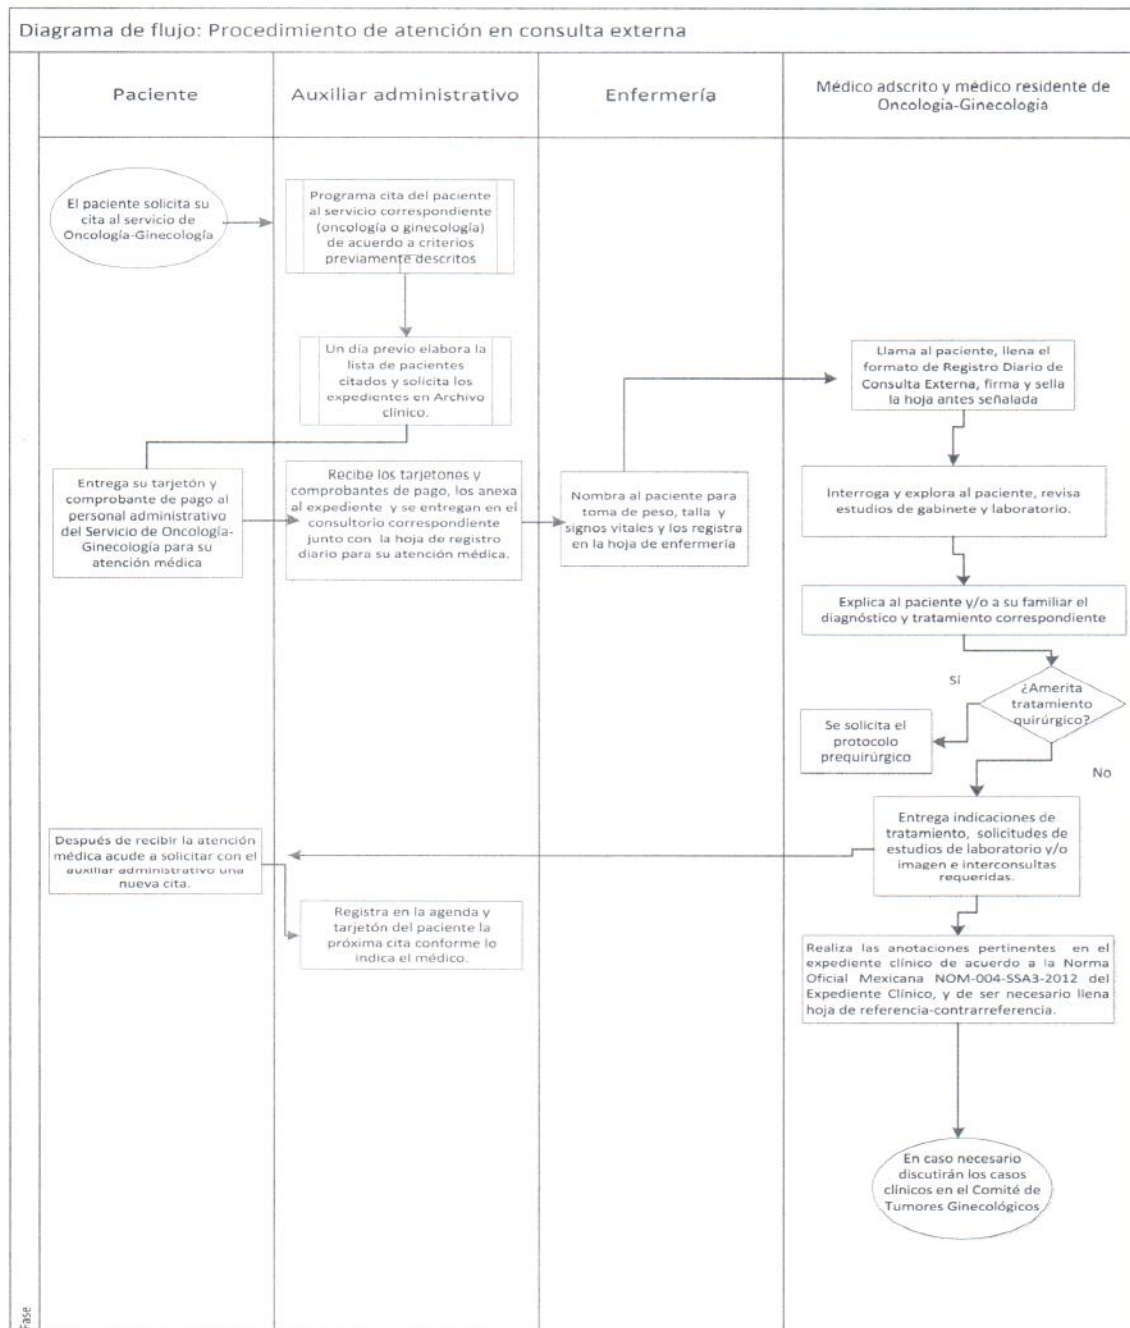 Diagrama de flujo: Procedimiento de atención en consulta externa
Paciente
Auxiliar administrativo
Enfermería
Médico adscrito y médico residente de
Oncología-Ginecología
El paciente solicita su
cita al servicio de
Oncología-Ginecología
Programa cita del paciente
al servicio correspondiente
(oncología o ginecología)
de acuerdo a criterios
previamente descritos
Un día previo elabora la
lista de pacientes
citados y solicita los
expedientes en Archivo
clínico.
Entrega su tarjetón y
comprobante de pago al
personal administrativo
del Servicio de Oncología-
Ginecología para su
atención médica
Recibe los tarjetones y
comprobantes de pago, los anexa
al expediente y se entregan en el
consultorio correspondiente
junto con la hoja de registro
diario para su atención médica.
Nombra al paciente para
toma de peso, talla y
signos vitales y los registra
en la hoja de enfermería
Llama al paciente, llena el
formato de Registro Diario de
Consulta Externa, firma y sella
la hoja antes señalada
Interroga y explora al paciente, revisa
estudios de gabinete y laboratorio.
Explica al paciente y/o a su familiar el
diagnóstico y tratamiento correspondiente
¿Amerita
tratamiento
quirúrgico?
Sí
Se solicita el
protocolo
prequirúrgico
No
Entrega indicaciones de
tratamiento, solicitudes de
estudios de laboratorio y/o
imagen e interconsultas
requeridas.
Después de recibir la atención
médica acude a solicitar con el
auxiliar administrativo una
nueva cita.
Registra en la agenda y
tarjetón del paciente la
próxima cita conforme lo
indica el médico.
Realiza las anotaciones pertinentes en el
expediente clínico de acuerdo a la Norma
Oficial Mexicana NOM-004-SSA3-2012 del
Expediente Clínico, y de ser necesario llena
hoja de referencia-contrarreferencia.
En caso necesario
discutirán los casos
clínicos en el Comité de
Tumores Ginecológicos
Fase